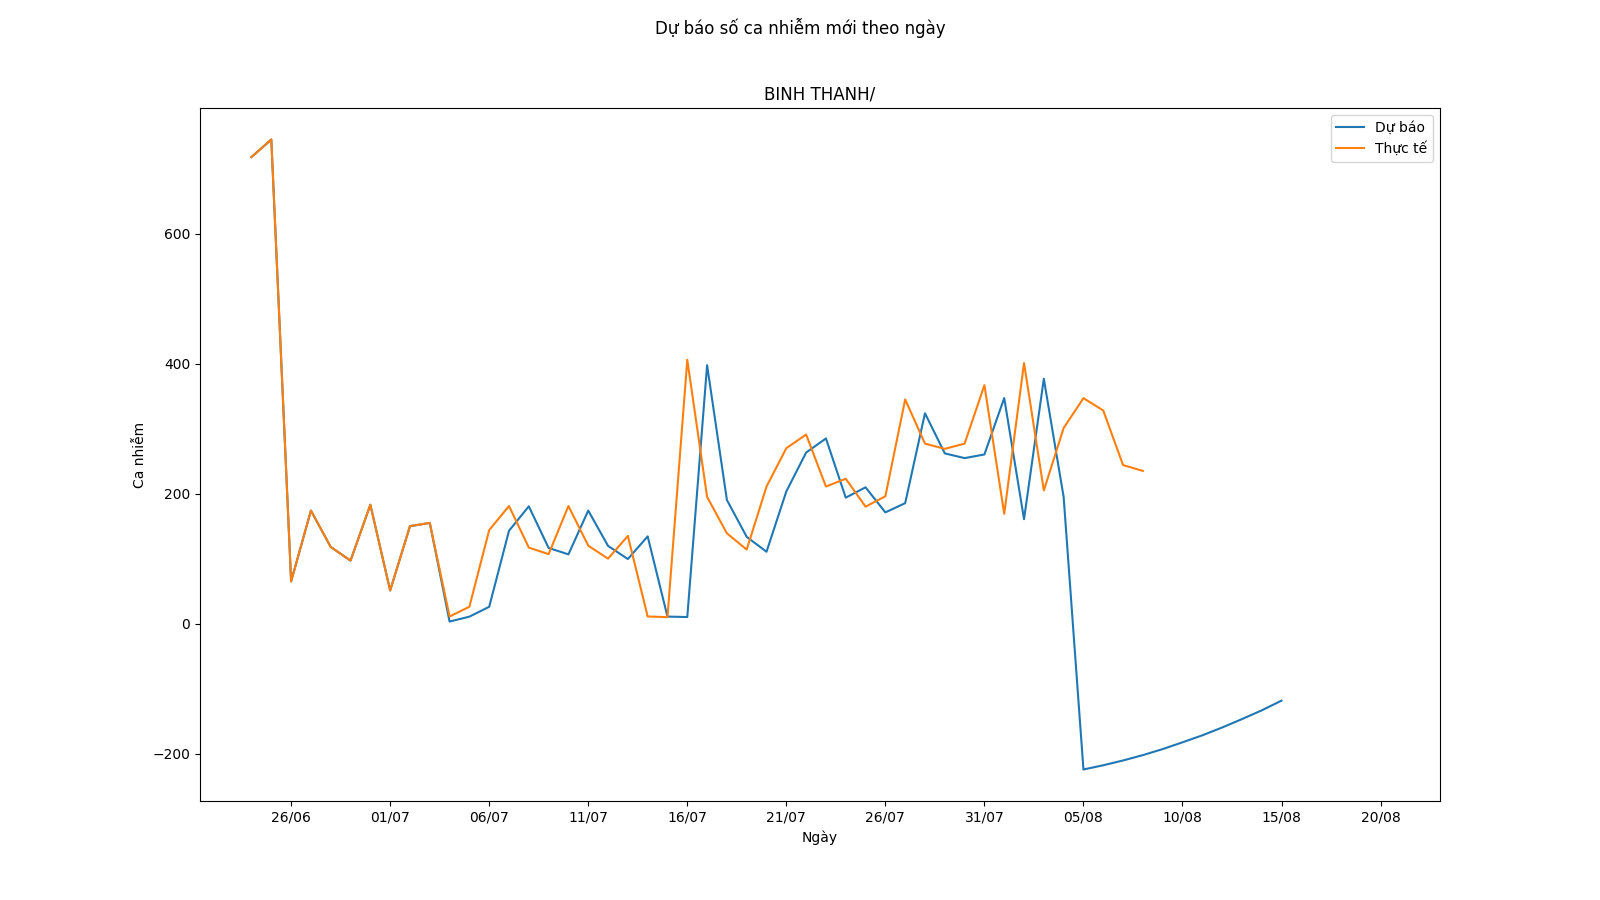 Dự báo số ca nhiễm mới theo ngày
BINH THANH/
Dự báo
Thực tế
Ca nhiễm
600
400
200
0
−200
26/06 01/07 06/07 11/07 16/07 21/07 26/07 31/07 05/08 10/08 15/08 20/08
Ngày